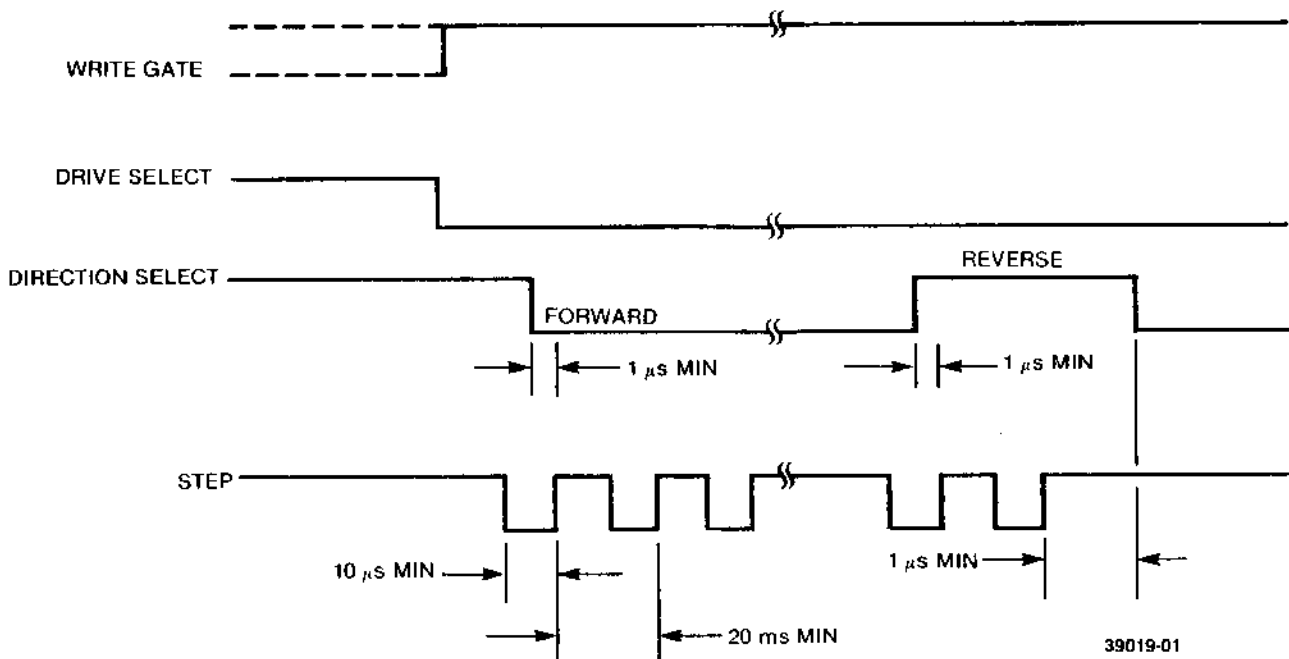 WRITE GATE
DRIVE SELECT
DIRECTION SELECT
REVERSE
FORWARD
1 μs MIN
1 μs MIN
STEP
10 μs MIN
1 μs MIN
20 ms MIN
39019-01